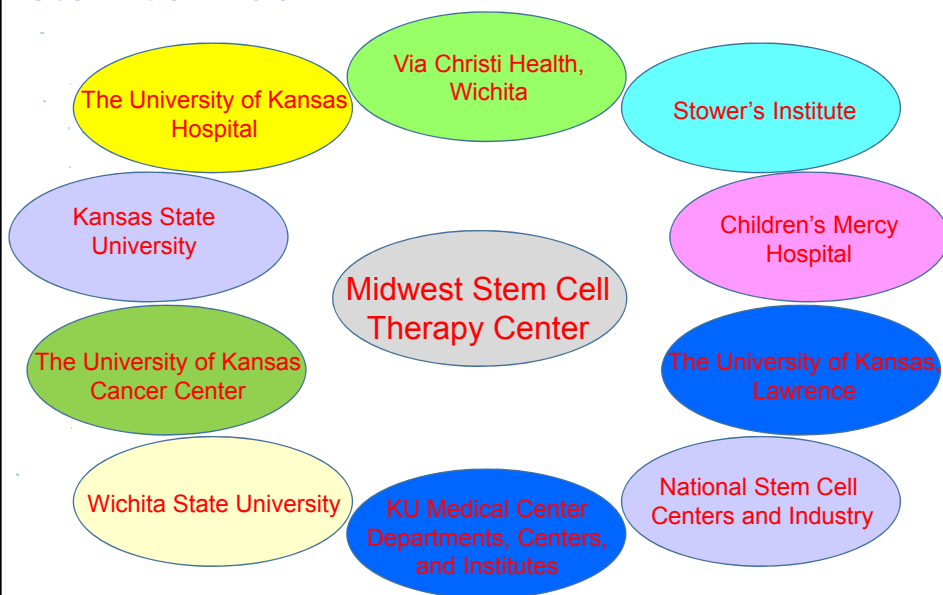 Via Christi Health,
Wichita
The University of Kansas
Hospital
Stower's Institute
Kansas State
University
Children's Mercy
Hospital
Midwest Stem Cell
Therapy Center
The University of Kansas
Cancer Center
The University of Kansas,
Lawrence
Wichita State University
KU Medical Center
Departments, Centers,
and Institutes
National Stem Cell
Centers and Industry